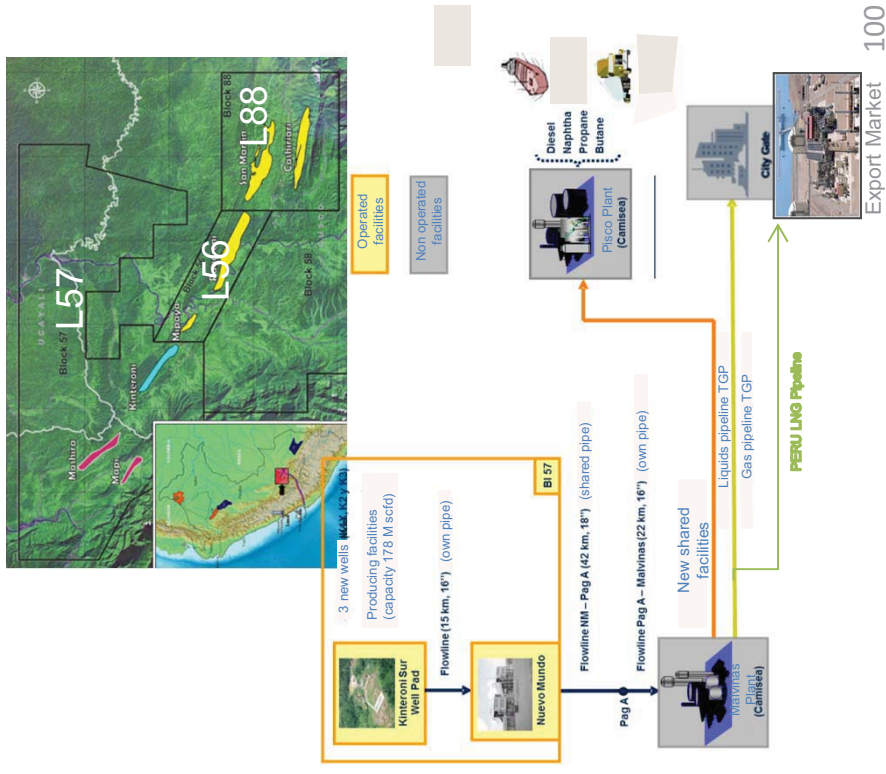 L57
L56
L88
UCAYALI
Block 57
Block 88
Block 58
Mashira
Mapi
Kinteroni
Mipaya
San Martin
Cashiriari
Operated
facilities
Non operated
facilities
3 new wells
K2 y K3)
Producing facilities
(capacity 178 M scfd)
Bl 57
Kinteroni Sur
Well Pad
Flowline (15 km, 16")
(own pipe)
Nuevo Mundo
Flowline NM – Pag A (42 km, 18")
(shared pipe)
Pag A
Flowline Pag A – Malvinas (22 km, 16")
(own pipe)
Malvinas
Plant
(Camisea)
New shared
facilities
Liquids pipeline TGP
Gas pipeline TGP
PERU LNG Pipeline
Pisco Plant
(Camisea)
Diesel
Naphtha
Propane
Butane
City Gate
Export Market
100